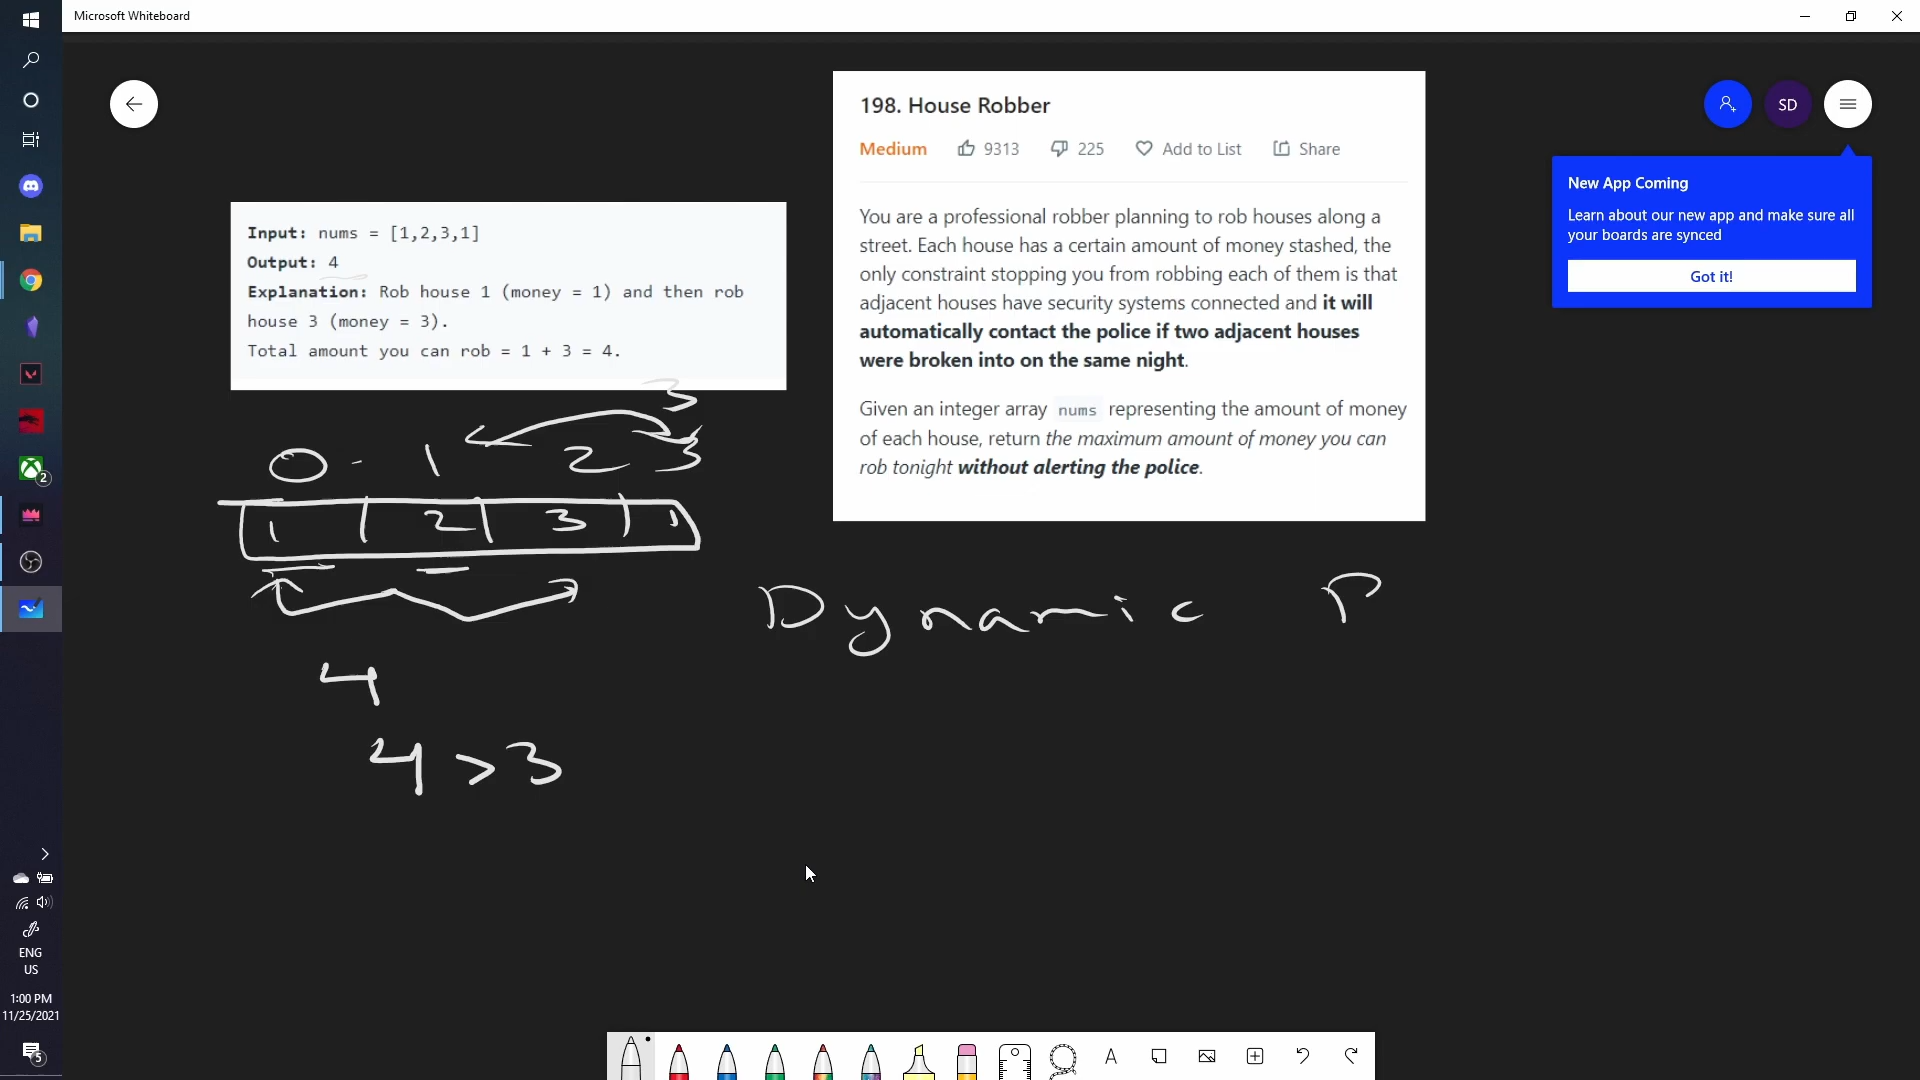 Microsoft Whiteboard
198. House Robber
Medium 9313 225 Add to List Share
You are a professional robber planning to rob houses along a
street. Each house has a certain amount of money stashed, the
only constraint stopping you from robbing each of them is that
adjacent houses have security systems connected and it will
automatically contact the police if two adjacent houses
were broken into on the same night.
Given an integer array nums representing the amount of money
of each house, return the maximum amount of money you can
rob tonight without alerting the police.
Input: nums = [1,2,3,1]
Output: 4
Explanation: Rob house 1 (money = 1) and then rob
house 3 (money = 3).
Total amount you can rob = 1 + 3 = 4.
3
0 - 1 2 3
1 2 3 1
4
4 > 3
Dynamic P
SD
New App Coming
Learn about our new app and make sure all
your boards are synced
Got it!
2
ENG
US
1:00 PM
11/25/2021
5
A